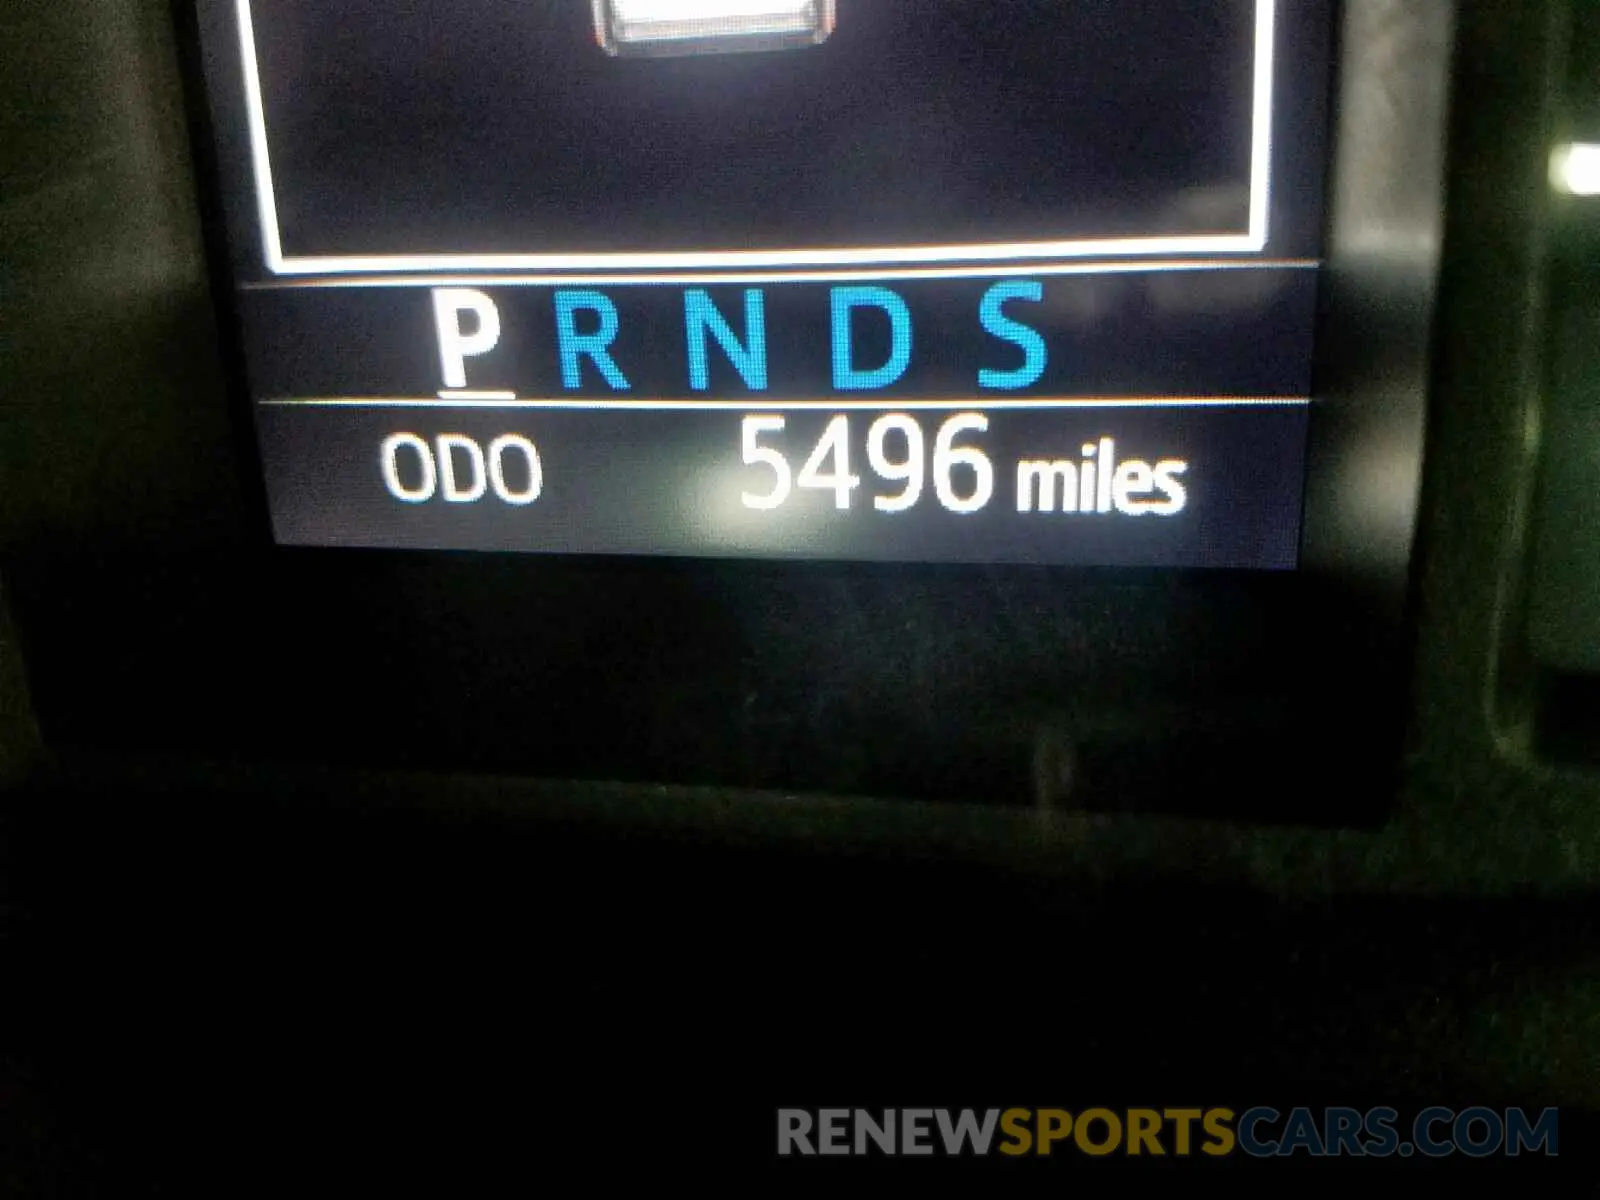 P R N D S
ODO 5496 miles
RENEWSPORTSCARS.COM